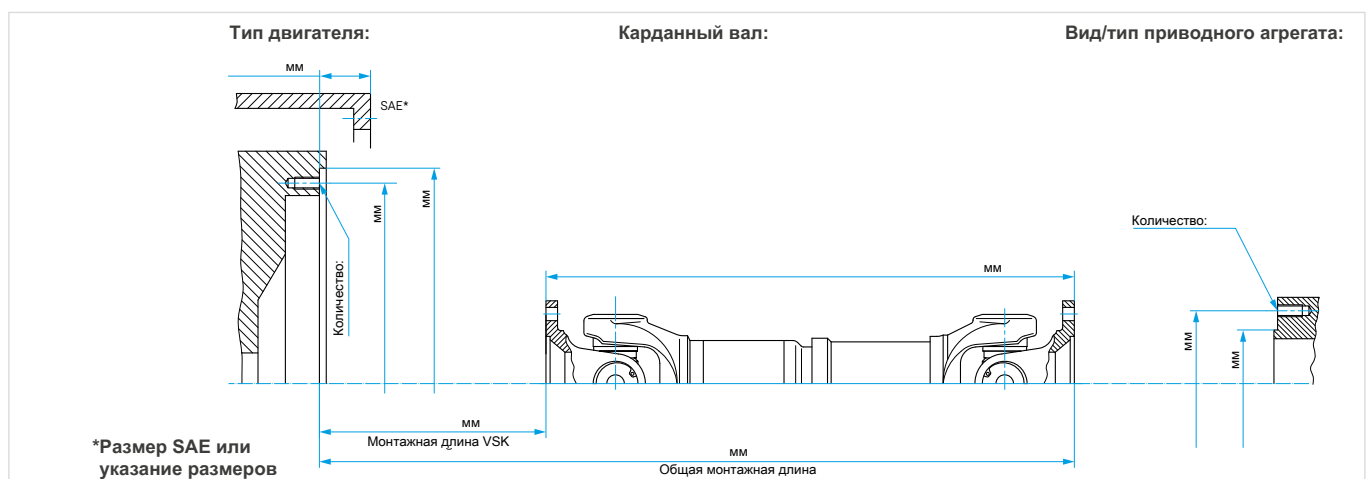 Тип двигателя:
Карданный вал:
Вид/тип приводного агрегата:
мм
SAE*
мм
мм
Количество:
Количество:
мм
мм
мм
мм
Монтажная длина VSK
мм
Общая монтажная длина
*Размер SAE или
указание размеров